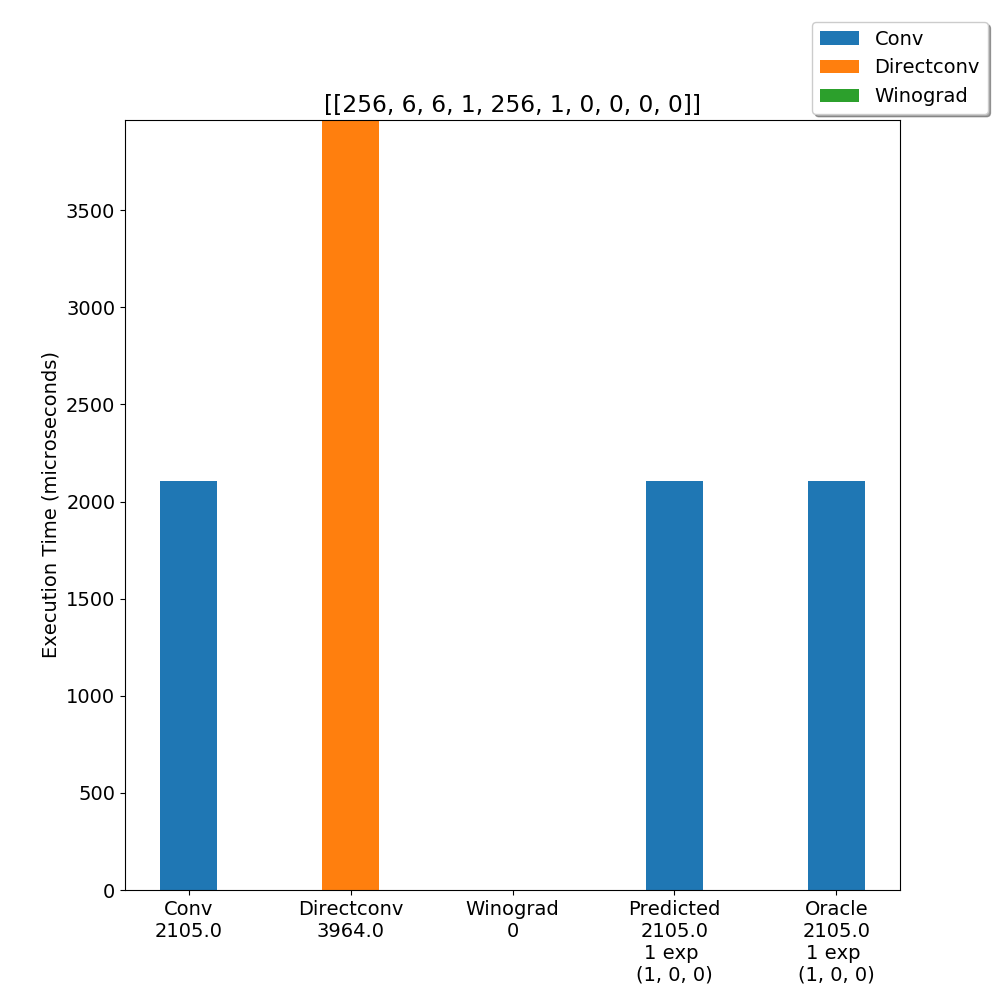 Conv
Directconv
Winograd
[[256, 6, 6, 1, 256, 1, 0, 0, 0, 0]]
Execution Time (microseconds)
3500
3000
2500
2000
1500
1000
500
0
Conv
2105.0
Directconv
3964.0
Winograd
0
Predicted
2105.0
1 exp
(1, 0, 0)
Oracle
2105.0
1 exp
(1, 0, 0)